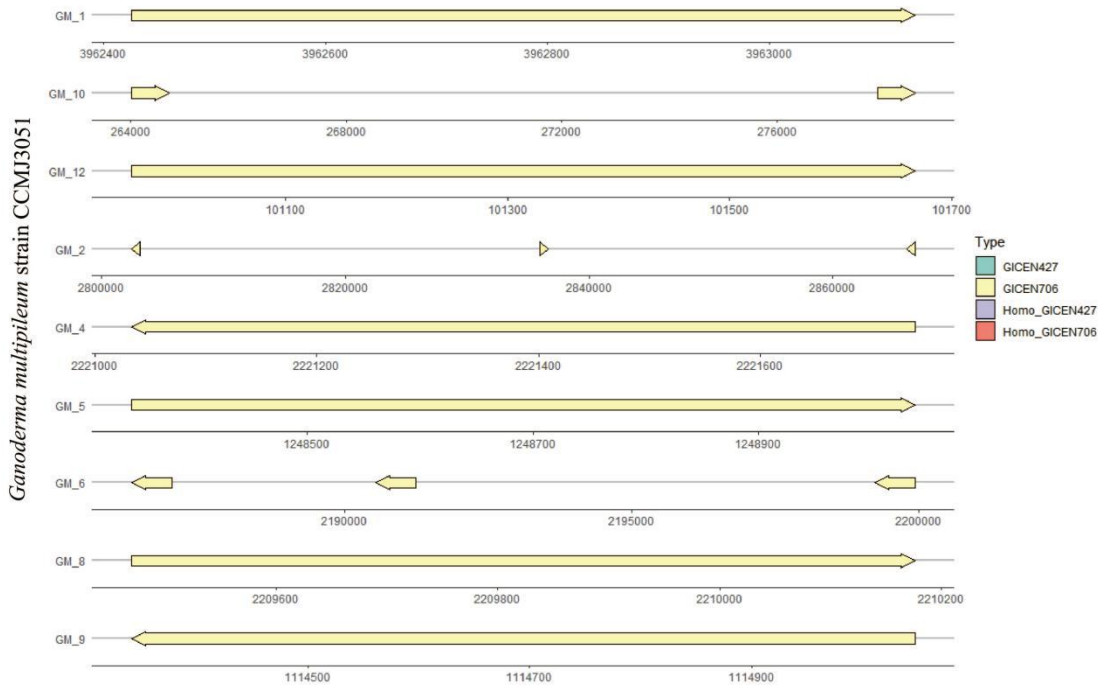 Ganoderma multipileum strain CCMJ3051
GM_1
3962400 3962600 3962800 3963000
GM_10
264000 268000 272000 276000
GM_12
101100 101300 101500 101700
GM_2
2800000 2820000 2840000 2860000
GM_4
2221000 2221200 2221400 2221600
GM_5
1248500 1248700 1248900
GM_6
2190000 2195000 2200000
GM_8
2209600 2209800 2210000 2210200
GM_9
1114500 1114700 1114900
Type
GICEN427
GICEN706
Homo_GICEN427
Homo_GICEN706